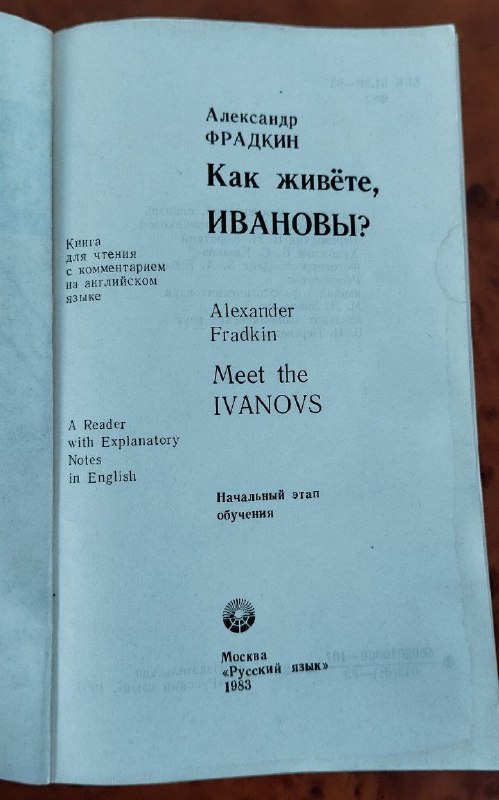 Александр
ФРАДКИН
Как живёте,
ИВАНОВЫ?
Книга
для чтения
с комментарием
на английском
языке
Alexander
Fradkin
Meet the
IVANOVS
A Reader
with Explanatory
Notes
in English
Начальный этап
обучения
Москва
«Русский язык»
1983